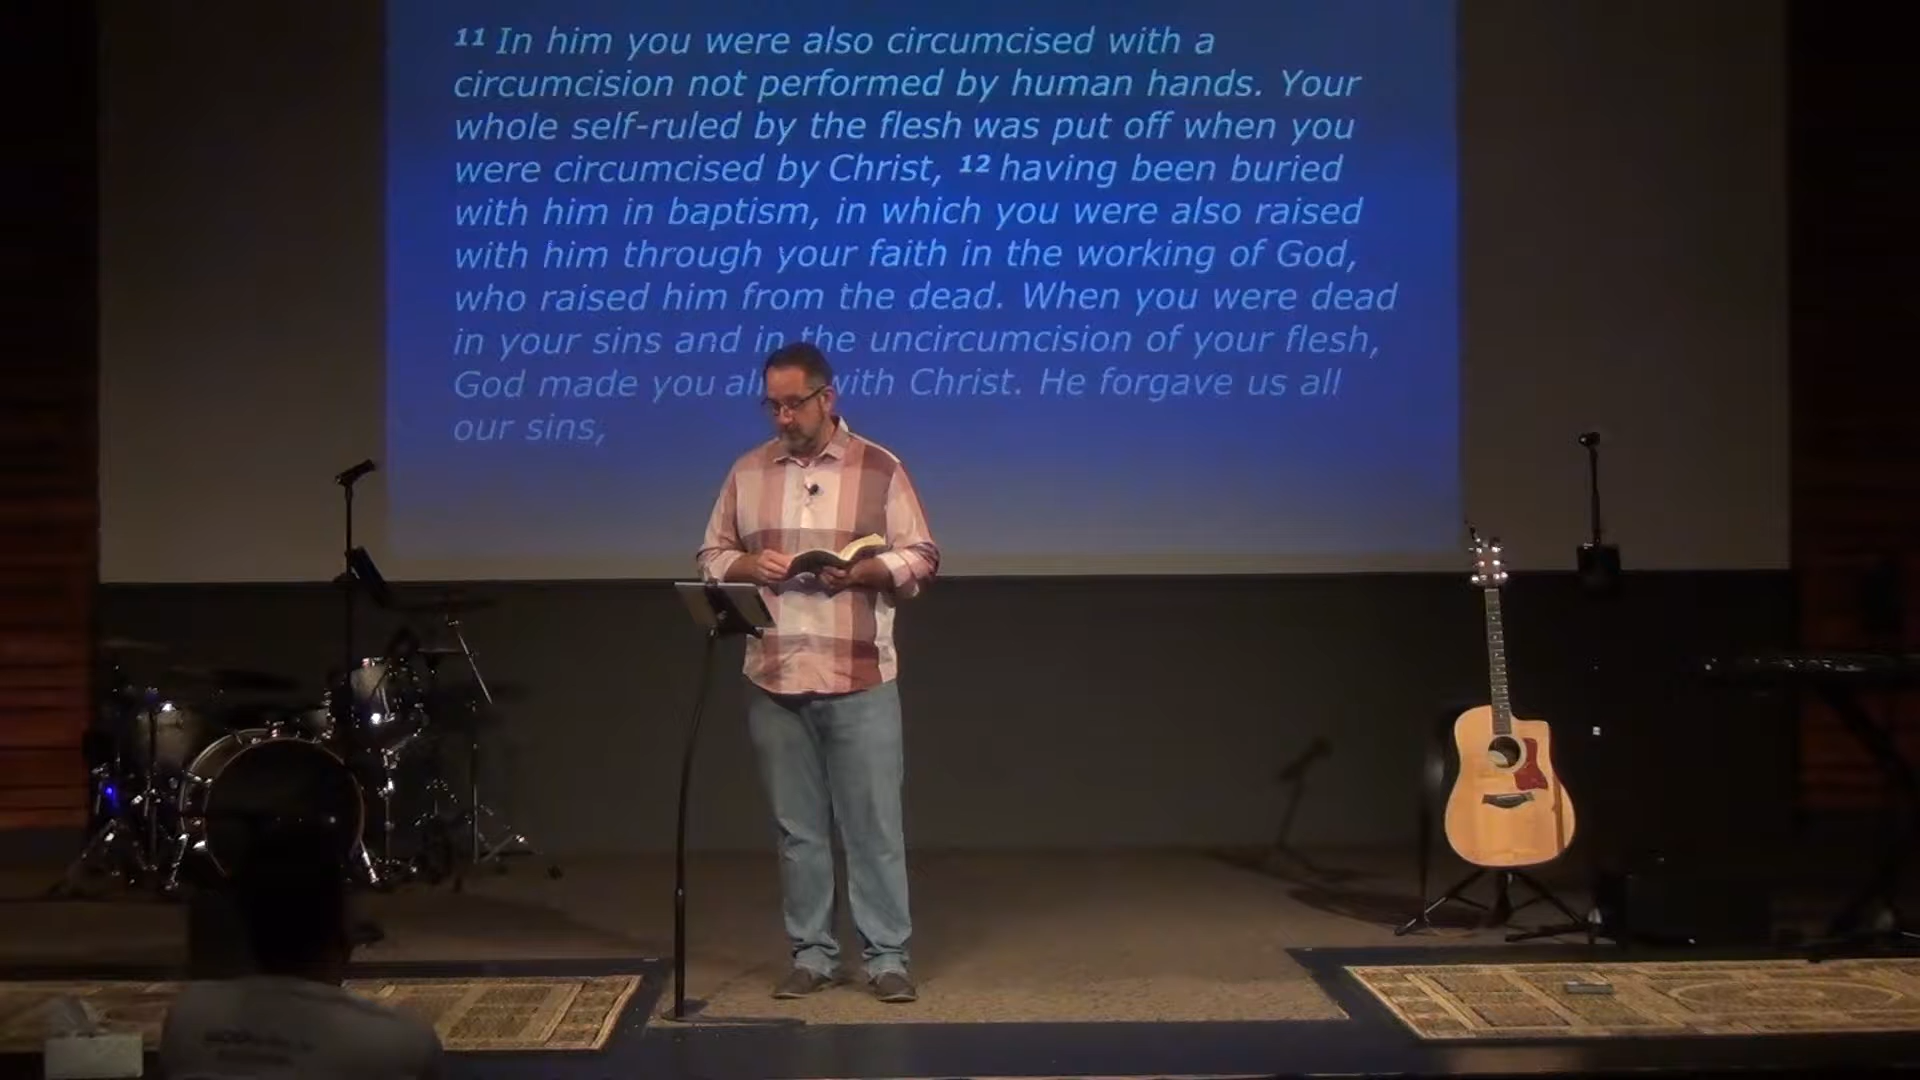 11 In him you were also circumcised with a
circumcision not performed by human hands. Your
whole self-ruled by the flesh was put off when you
were circumcised by Christ, 12 having been buried
with him in baptism, in which you were also raised
with him through your faith in the working of God,
who raised him from the dead. When you were dead
in your sins and in the uncircumcision of your flesh,
God made you ali with Christ. He forgave us all
our sins,